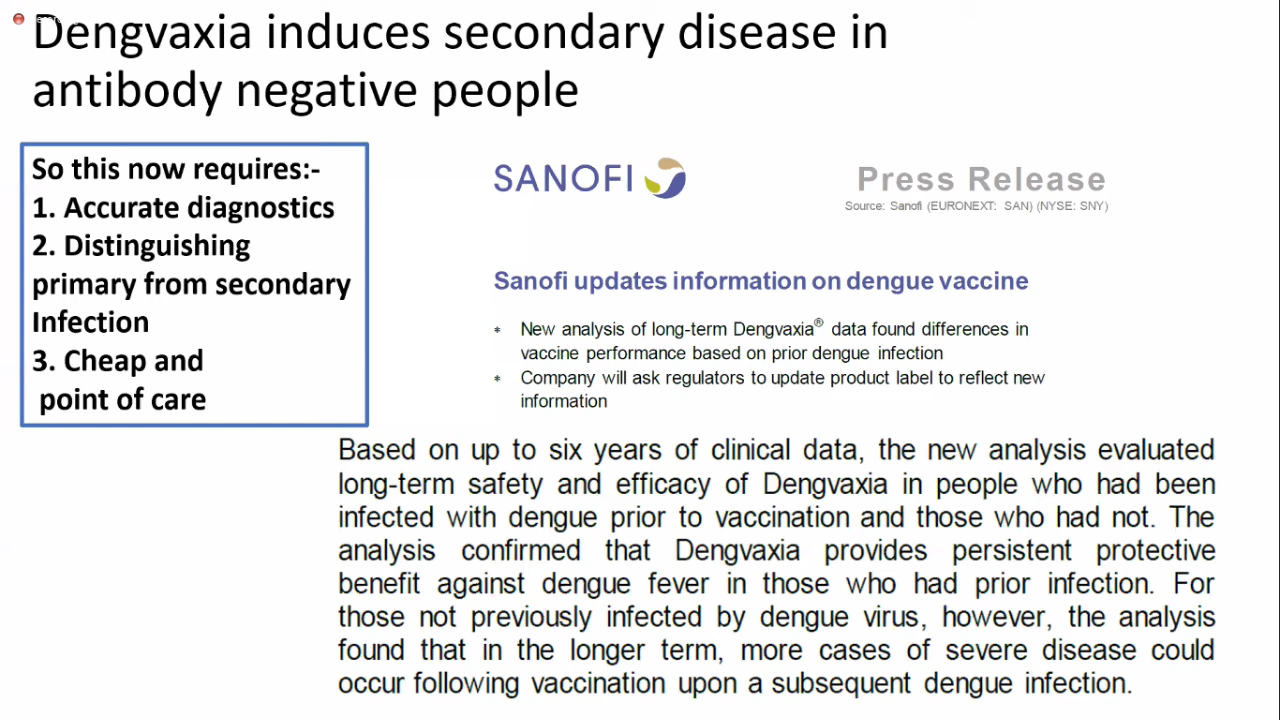 Dengvaxia induces secondary disease in
antibody negative people
So this now requires:-
1. Accurate diagnostics
2. Distinguishing
primary from secondary
Infection
3. Cheap and
point of care
SANOFI
Press Release
Source: Sanofi (EURONEXT: SAN) (NYSE: SNY)
Sanofi updates information on dengue vaccine
* New analysis of long-term Dengvaxia® data found differences in
vaccine performance based on prior dengue infection
* Company will ask regulators to update product label to reflect new
information
Based on up to six years of clinical data, the new analysis evaluated
long-term safety and efficacy of Dengvaxia in people who had been
infected with dengue prior to vaccination and those who had not. The
analysis confirmed that Dengvaxia provides persistent protective
benefit against dengue fever in those who had prior infection. For
those not previously infected by dengue virus, however, the analysis
found that in the longer term, more cases of severe disease could
occur following vaccination upon a subsequent dengue infection.